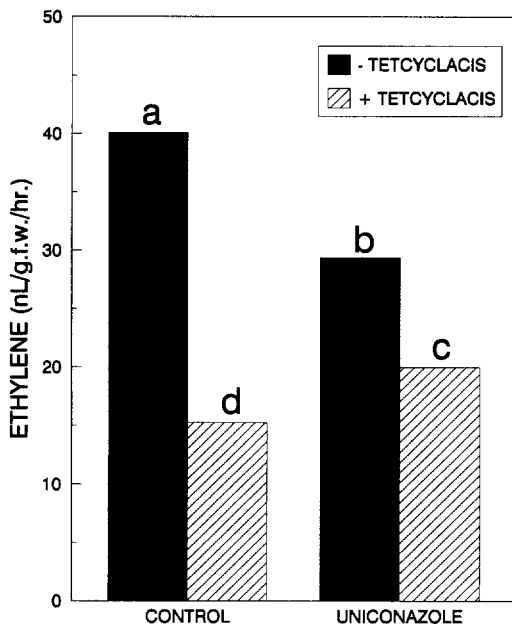 50
40
30
20
10
0
ETHYLENE (nL/g.f.w./hr.)
- TETCYCLACIS
+ TETCYCLACIS
a
d
b
c
CONTROL UNICONAZOLE